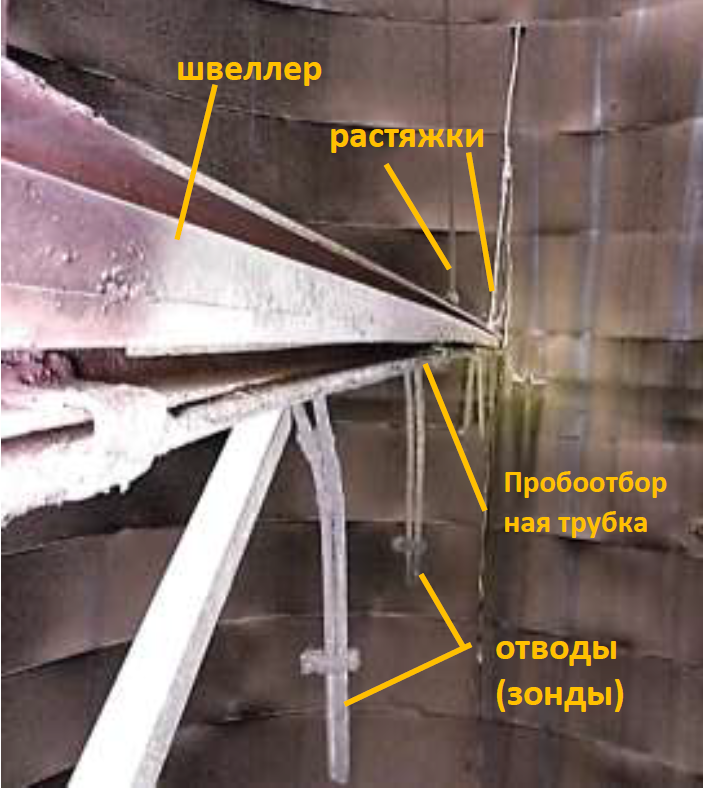 швеллер
растяжки
Пробоотбор
ная трубка
отводы
(зонды)